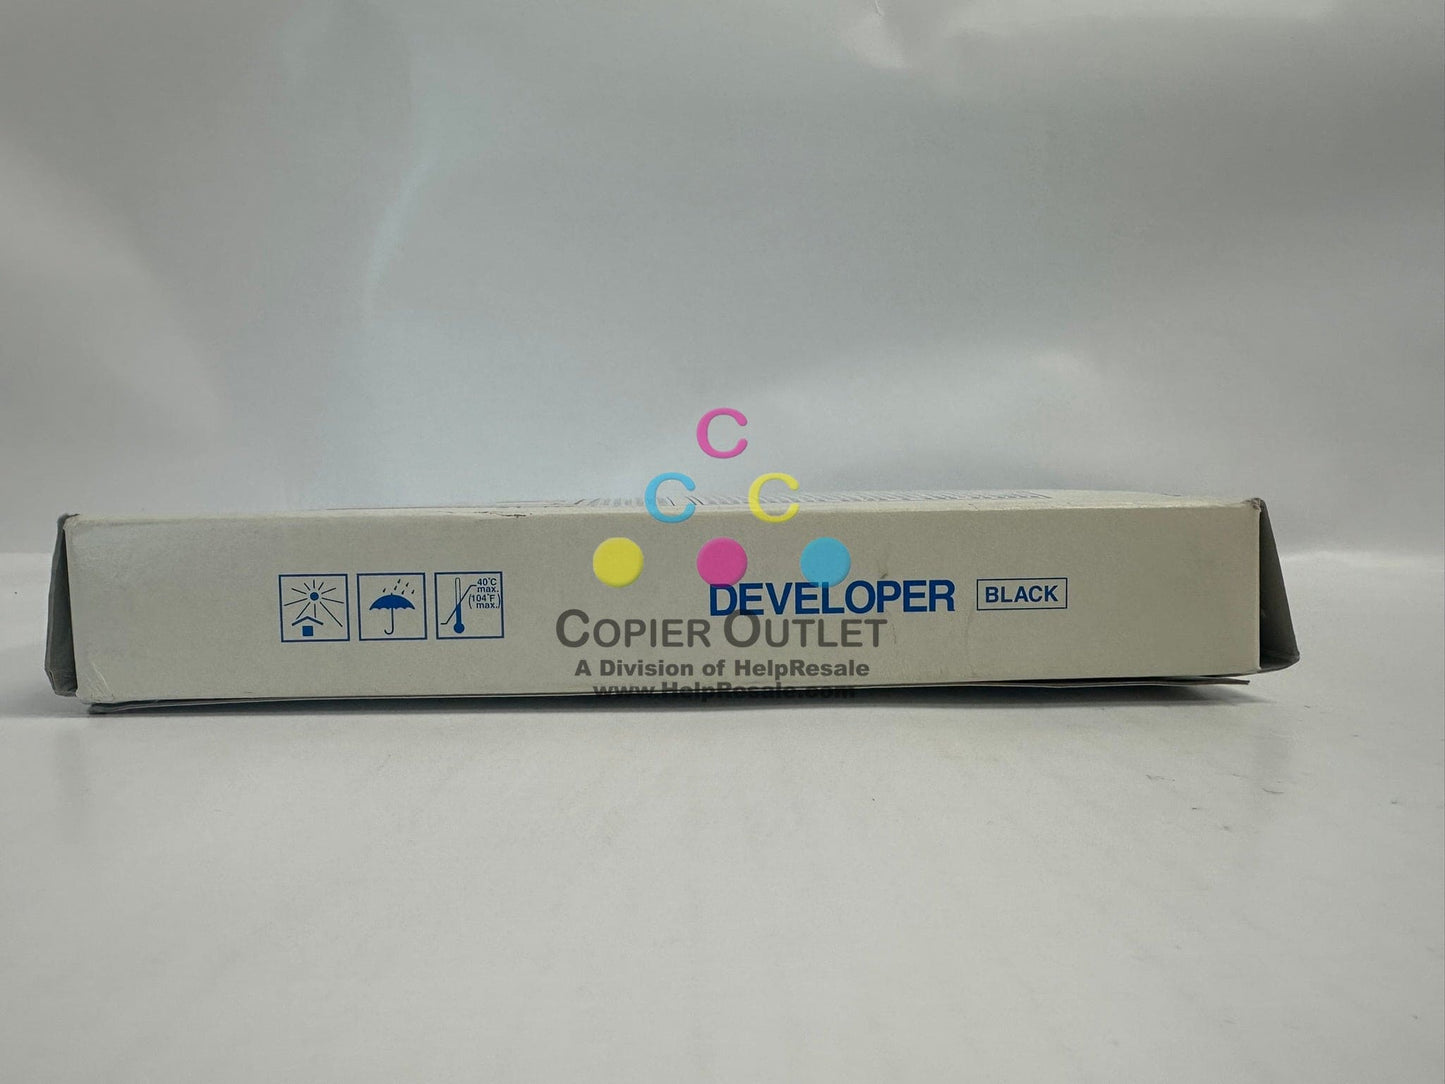 C
C C
40°C
max.
(104°F
max.)
DEVELOPER BLACK
COPIER OUTLET
A Division of HelpResale
www.HelpResale.com